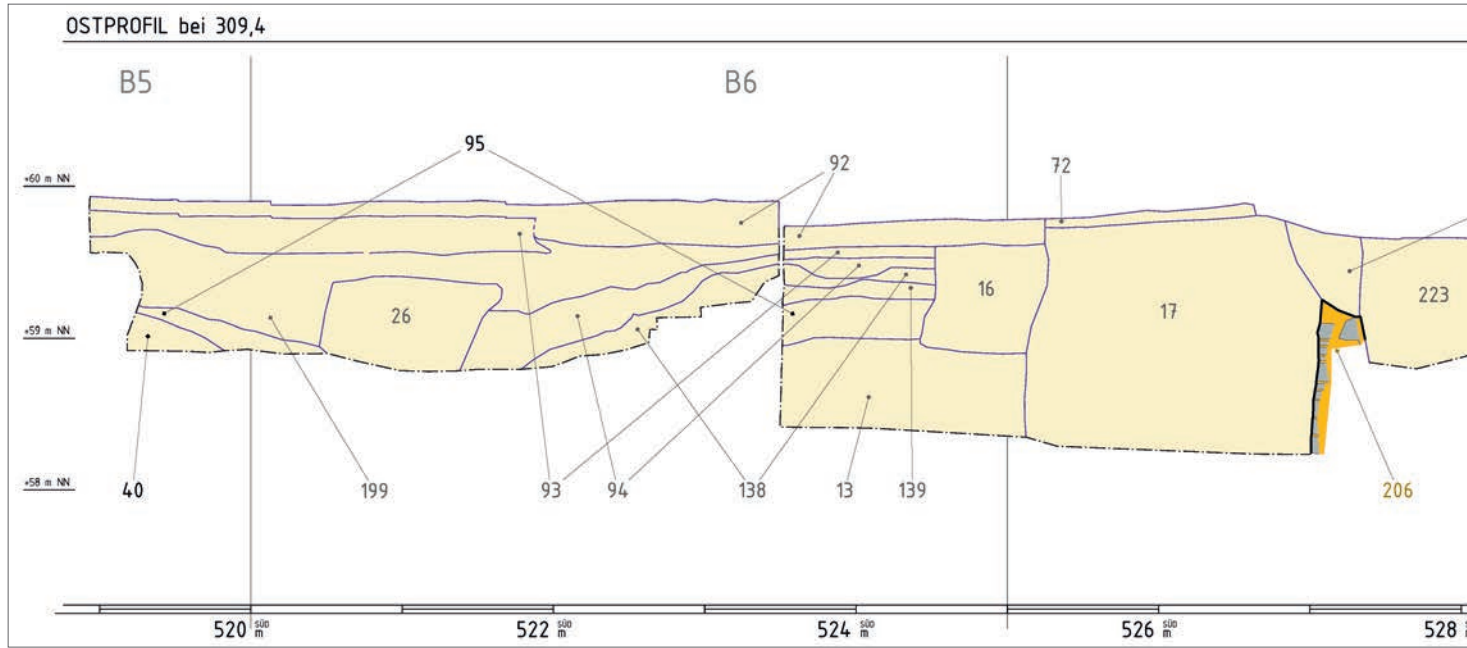 OSTPROFIL bei 309,4
B5 B6
95 92 72
+60 m NN
26 16 17 223
+59 m NN
+58 m NN
40 199 93 94 138 13 139 206
520 süd m 522 süd m 524 süd m 526 süd m 528 süd m